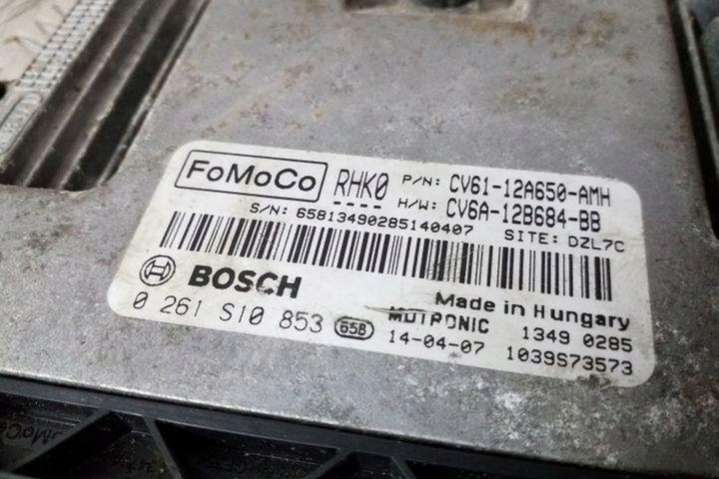 FoMoCo RHK0 P/N: CV61-12A650-AMH
H/W: CV6A-12B684-BB
S/N: 65813490285140407 SITE: DZL7C
BOSCH Made in Hungary
0 261 S10 853 65B MOTRONIC 1349 0285
14-04-07 1039S73573